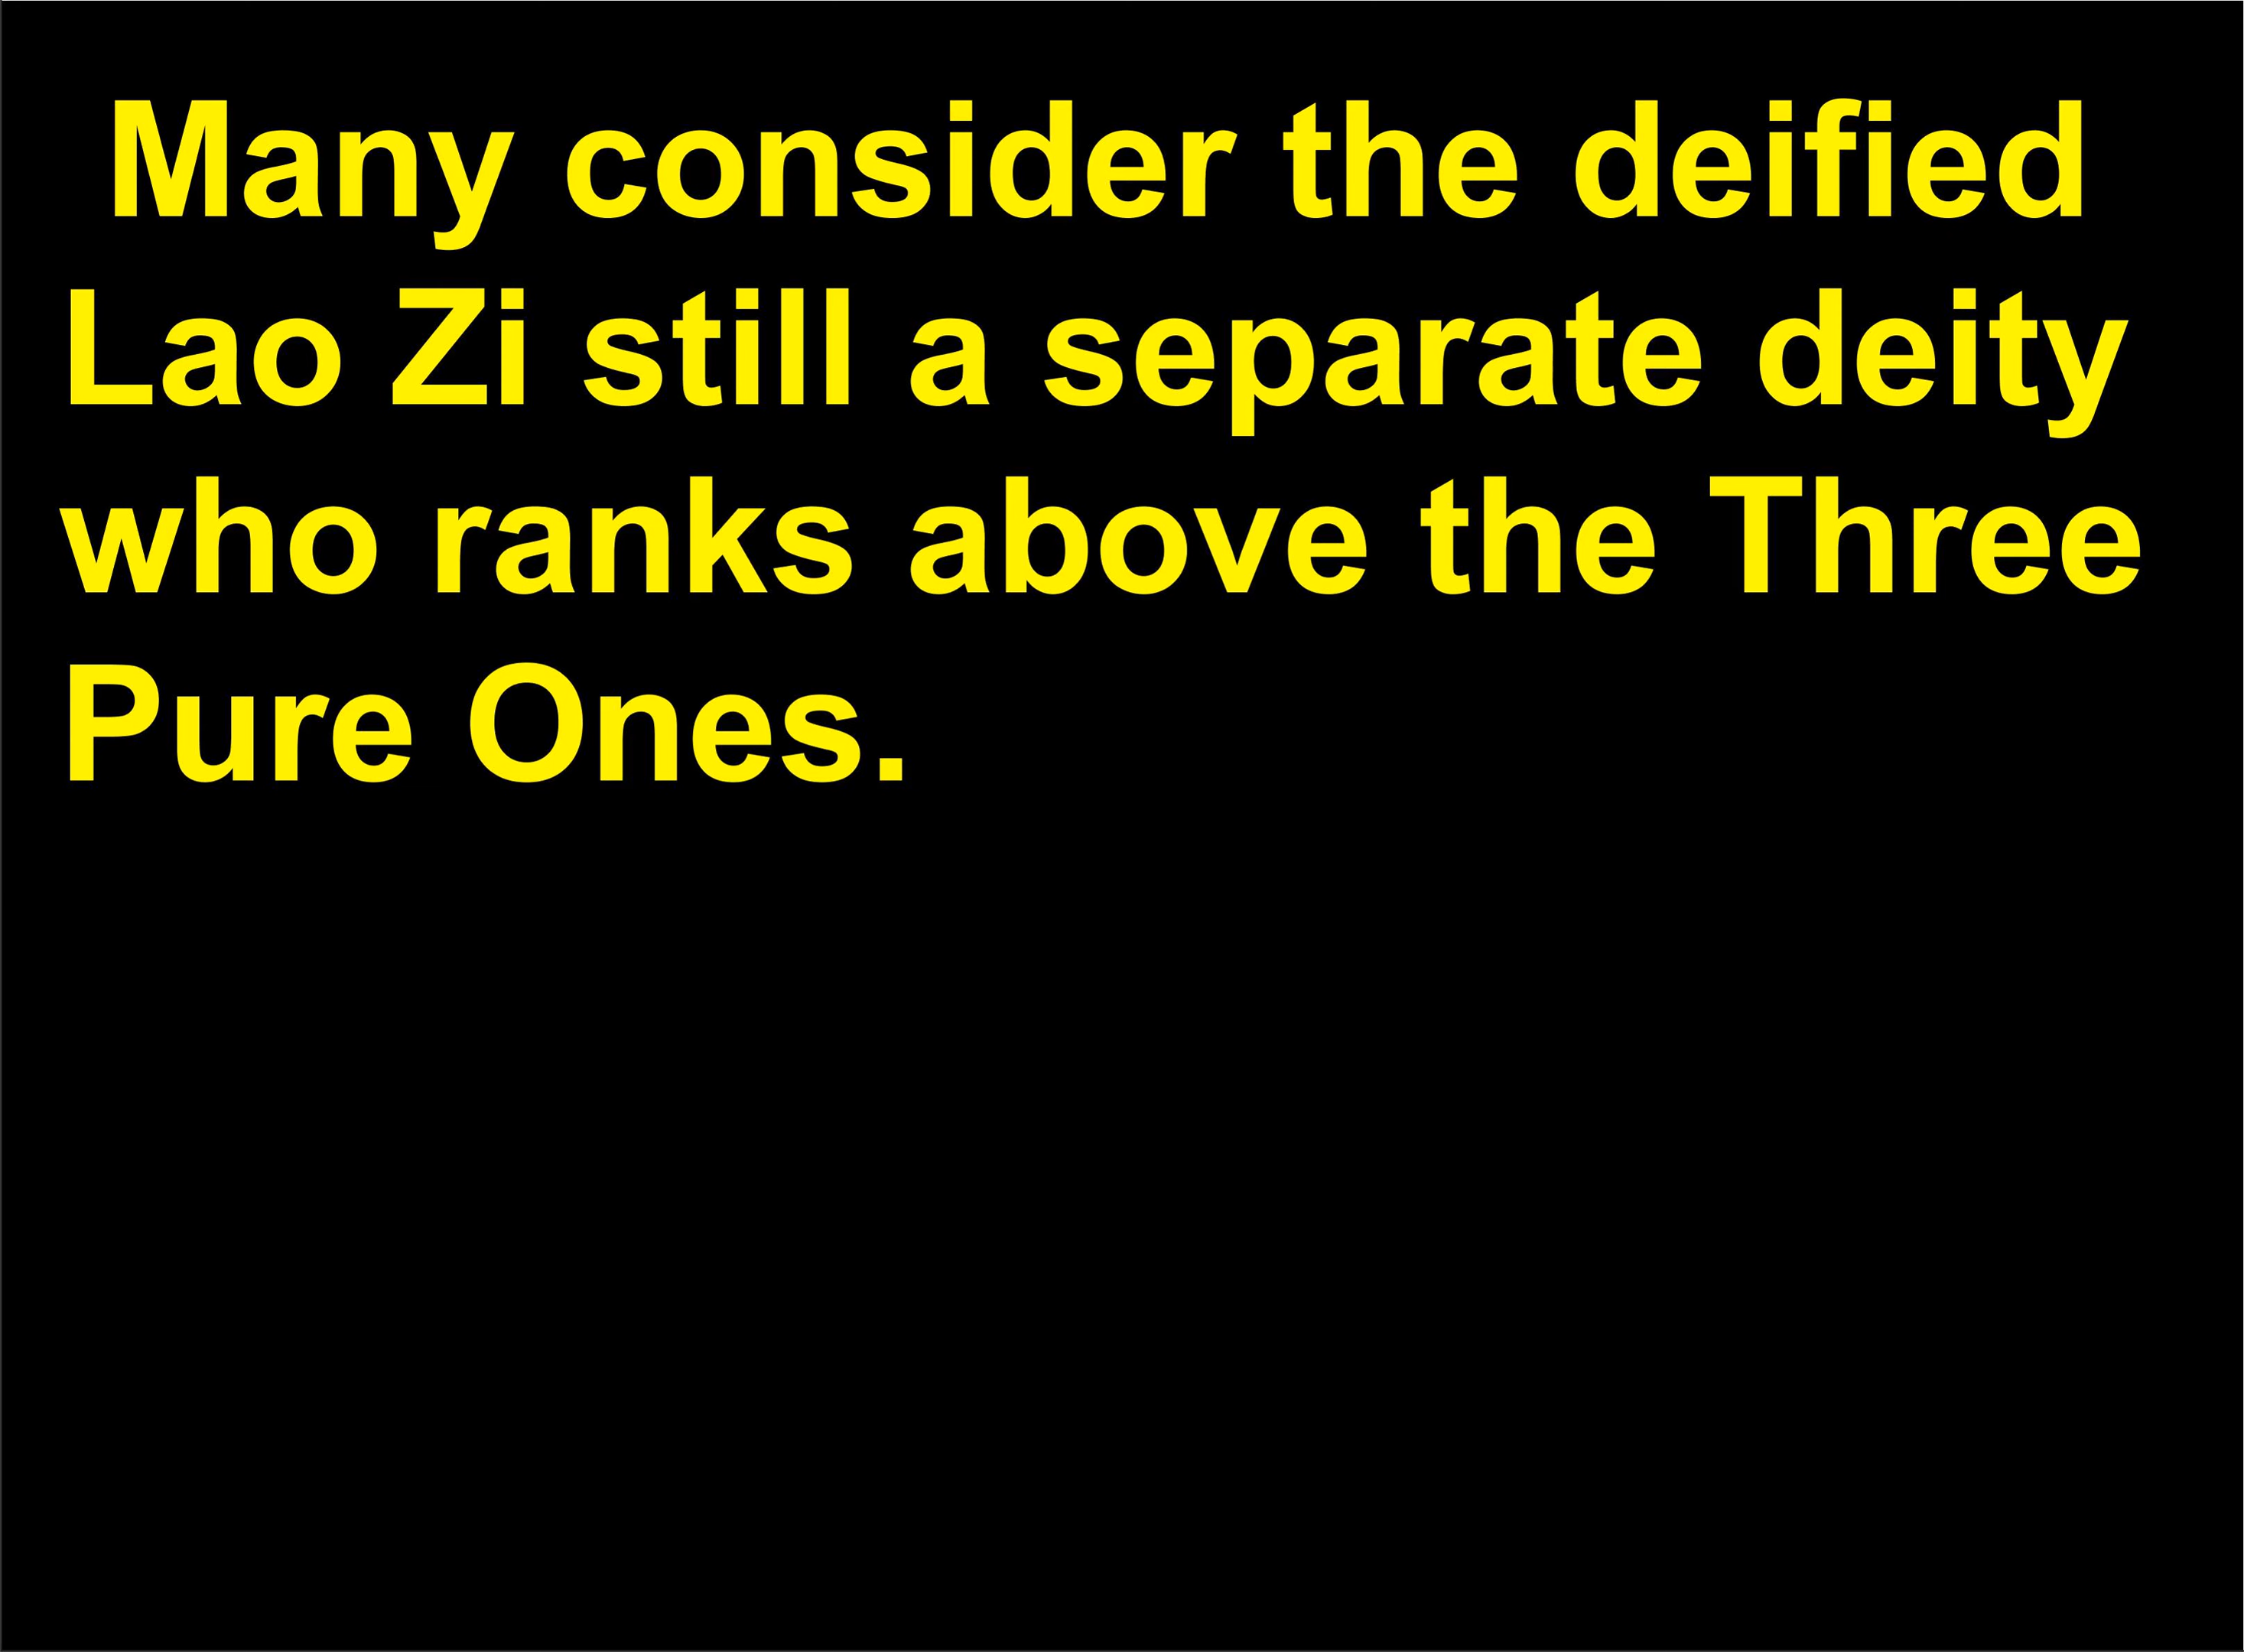 Many consider the deified
Lao Zi still a separate deity
who ranks above the Three
Pure Ones.